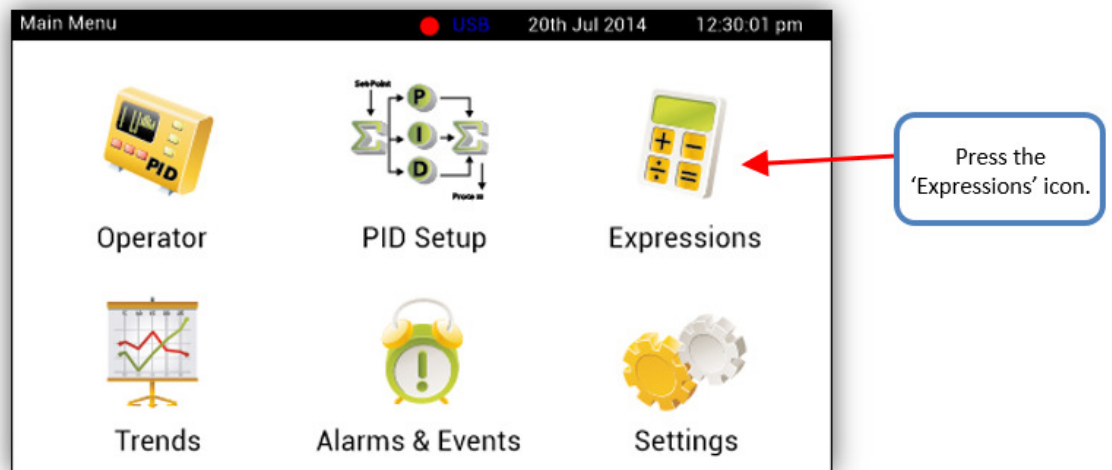 Main Menu USB 20th Jul 2014 12:30:01 pm
Set-Point
P
I
D
PID
Operator PID Setup Expressions
Press the
'Expressions' icon.
Trends Alarms & Events Settings